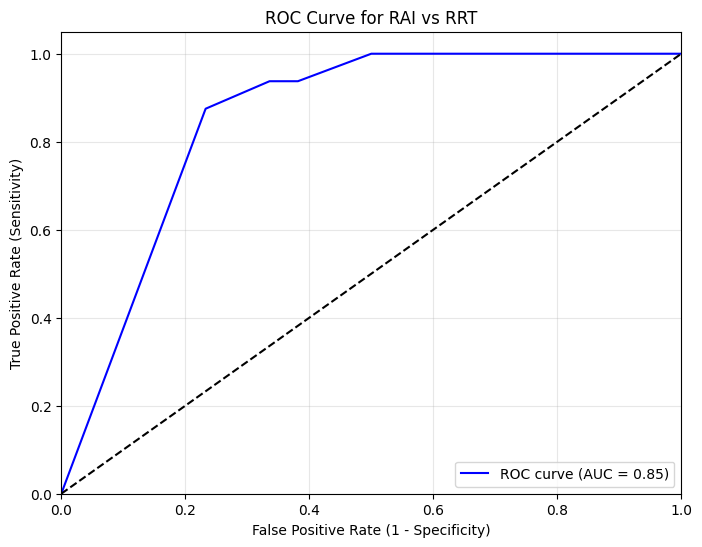 ROC Curve for RAI vs RRT
True Positive Rate (Sensitivity)
1.0
0.8
0.6
0.4
0.2
0.0
ROC curve (AUC = 0.85)
0.0 0.2 0.4 0.6 0.8 1.0
False Positive Rate (1 - Specificity)